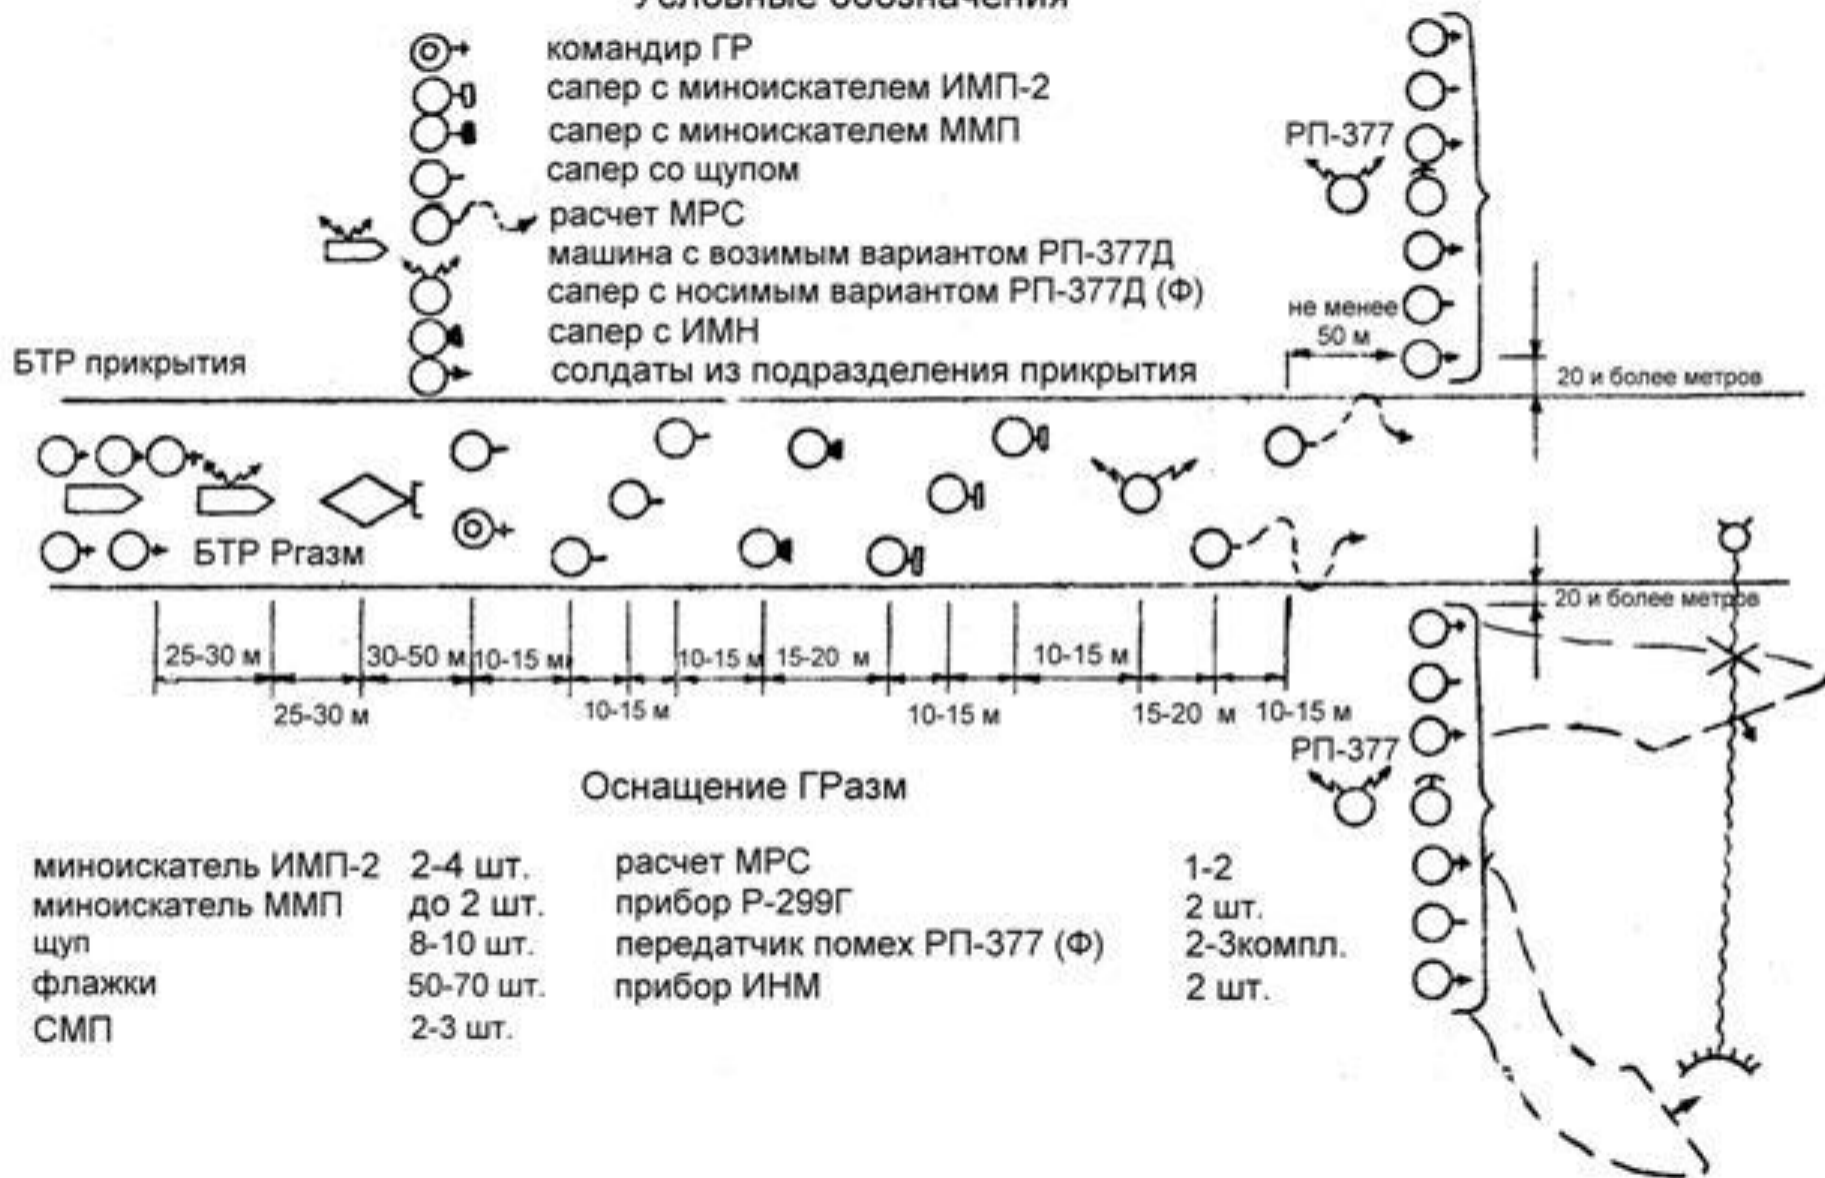 Условные обозначения
командир ГР
сапер с миноискателем ИМП-2
сапер с миноискателем ММП
сапер со щупом
расчет МРС
машина с возимым вариантом РП-377Д
сапер с носимым вариантом РП-377Д (Ф)
сапер с ИМН
солдаты из подразделения прикрытия
РП-377
не менее
50 м
20 и более метров
БТР прикрытия
БТР Ргазм
20 и более метров
25-30 м
30-50 м
10-15 м
10-15 м
15-20 м
10-15 м
25-30 м
10-15 м
10-15 м
15-20 м
10-15 м
РП-377
Оснащение ГРазм
миноискатель ИМП-2 2-4 шт.
миноискатель ММП до 2 шт.
щуп 8-10 шт.
флажки 50-70 шт.
СМП 2-3 шт.
расчет МРС 1-2
прибор Р-299Г 2 шт.
передатчик помех РП-377 (Ф) 2-3компл.
прибор ИНМ 2 шт.